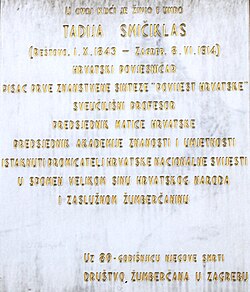 U OVOJ KUĆI JE ŽIVIO I UMRO
TADIJA SMIČIKLAS
(REŠTOVO, 1. X. 1843 – ZAGREB, 8. VI. 1914)
HRVATSKI POVJESNIČAR
PISAC PRVE ZNANSTVENE SINTEZE "POVIJEST HRVATSKE"
SVEUČILIŠNI PROFESOR
PREDSJEDNIK MATICE HRVATSKE
PREDSJEDNIK AKADEMIJE ZNANOSTI I UMJETNOSTI
ISTAKNUTI PROMICATELJ HRVATSKE NACIONALNE SVIJESTI
U SPOMEN VELIKOM SINU HRVATSKOG NARODA
I ZASLUŽNOM ŽUMBERČANINU
UZ 89-GODIŠNJICU NJEGOVE SMRTI
DRUŠTVO ŽUMBERČANA U ZAGREBU